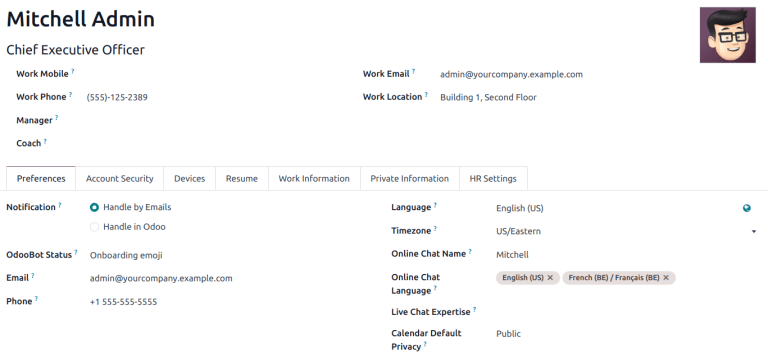 Mitchell Admin
Chief Executive Officer
Work Mobile ?
Work Email ? admin@yourcompany.example.com
Work Phone ? (555)-125-2389
Work Location ? Building 1, Second Floor
Manager ?
Coach ?
Preferences Account Security Devices Resume Work Information Private Information HR Settings
Notification ? Handle by Emails
Handle in Odoo
OdooBot Status ? Onboarding emoji
Email ? admin@yourcompany.example.com
Phone ? +1 555-555-5555
Language ? English (US)
Timezone ? US/Eastern
Online Chat Name ? Mitchell
Online Chat
Language ? English (US) × French (BE) / Français (BE) ×
Live Chat Expertise ?
Calendar Default
Privacy ? Public